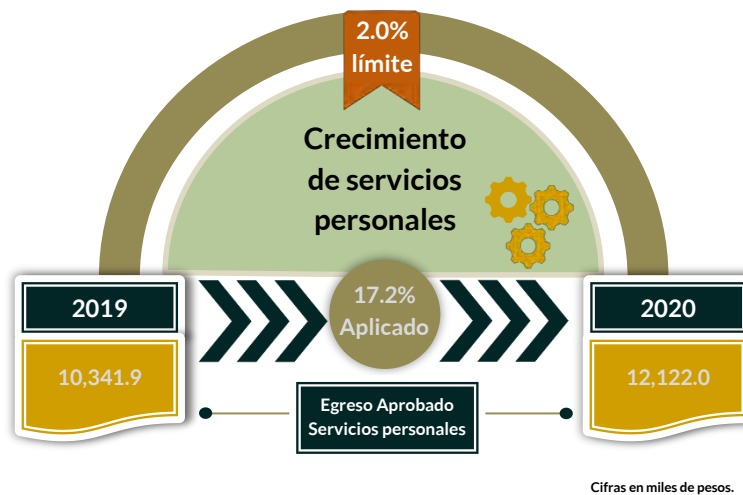 2.0%
límite
Crecimiento
de servicios
personales
2019
17.2%
Aplicado
2020
10,341.9
12,122.0
Egreso Aprobado
Servicios personales
Cifras en miles de pesos.